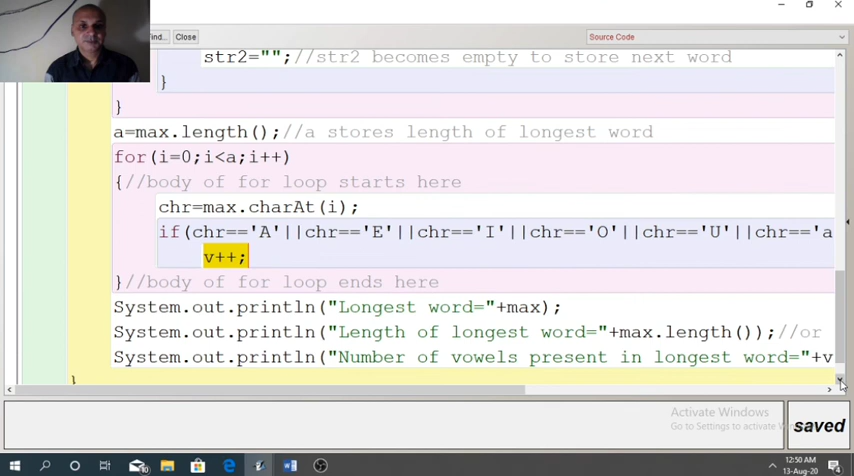 ind... Close Source Code
str2="";//str2 becomes empty to store next word
}
}
a=max.length();//a stores length of longest word
for(i=0;i<a;i++)
{//body of for loop starts here
chr=max.charAt(i);
if(chr=='A'||chr=='E'||chr=='I'||chr=='O'||chr=='U'||chr=='a
v++;
}//body of for loop ends here
System.out.println("Longest word="+max);
System.out.println("Length of longest word="+max.length());//or
System.out.println("Number of vowels present in longest word="+v
}
Activate Windows
Go to Settings to activate Windows.
saved
12:50 AM
13-Aug-20